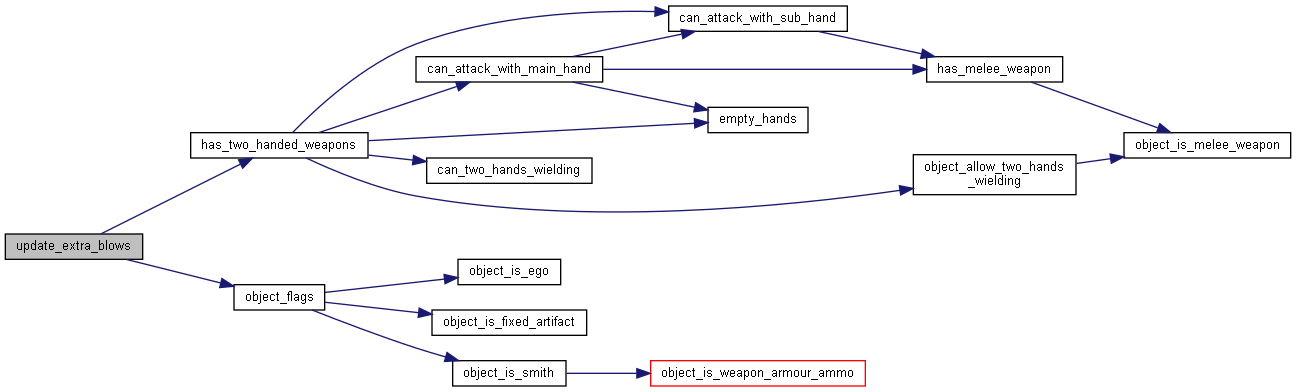 can_attack_with_sub_hand
can_attack_with_main_hand
has_melee_weapon
empty_hands
has_two_handed_weapons
object_is_melee_weapon
can_two_hands_wielding
object_allow_two_hands
_wielding
update_extra_blows
object_is_ego
object_flags
object_is_fixed_artifact
object_is_smith
object_is_weapon_armour_ammo